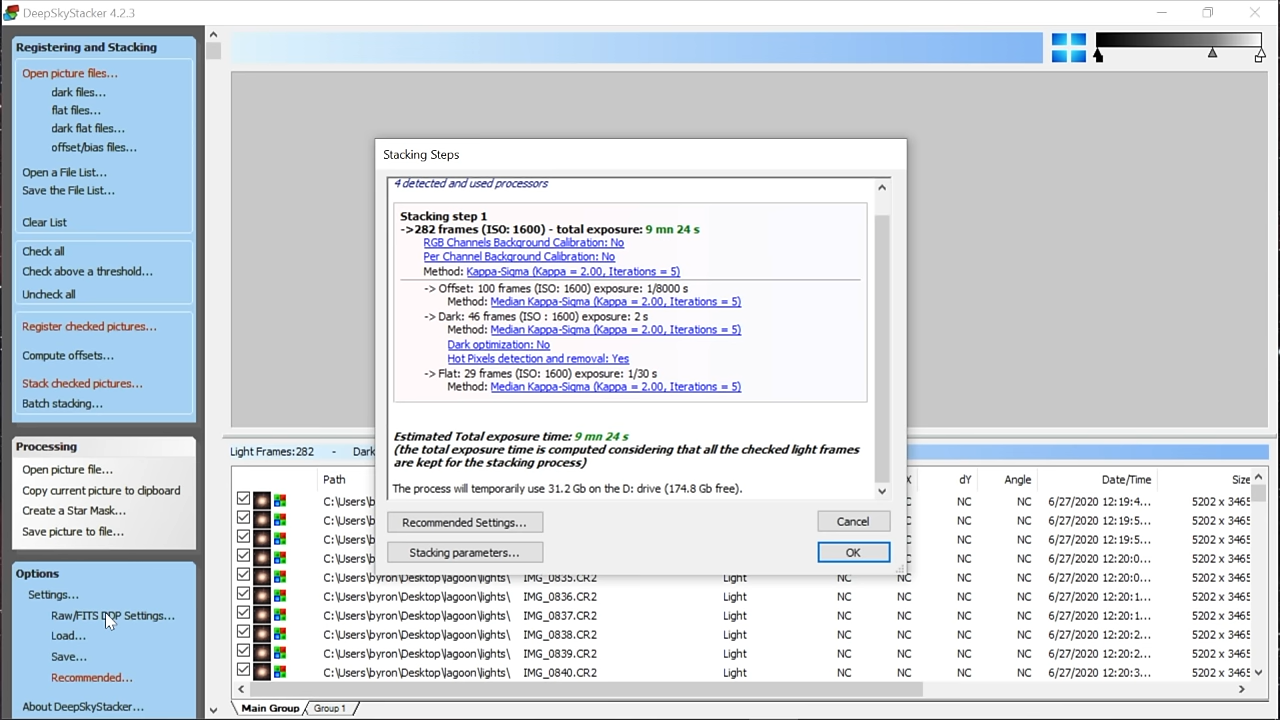 DeepSkyStacker 4.2.3
Registering and Stacking
Open picture files...
dark files...
flat files...
dark flat files...
offset/bias files...
Open a File List...
Save the File List...
Clear List
Check all
Check above a threshold...
Uncheck all
Register checked pictures...
Compute offsets...
Stack checked pictures...
Batch stacking...
Processing
Open picture file...
Copy current picture to clipboard
Create a Star Mask...
Save picture to file...
Options
Settings...
Raw/FITS DDP Settings...
Load...
Save...
Recommended...
About DeepSkyStacker...
Stacking Steps
4 detected and used processors
Stacking step 1
->282 frames (ISO: 1600) - total exposure: 9 mn 24 s
RGB Channels Background Calibration: No
Per Channel Background Calibration: No
Method: Kappa-Sigma (Kappa = 2.00, Iterations = 5)
-> Offset: 100 frames (ISO: 1600) exposure: 1/8000 s
Method: Median Kappa-Sigma (Kappa = 2.00, Iterations = 5)
-> Dark: 46 frames (ISO : 1600) exposure: 2 s
Method: Median Kappa-Sigma (Kappa = 2.00, Iterations = 5)
Dark optimization: No
Hot Pixels detection and removal: Yes
-> Flat: 29 frames (ISO: 1600) exposure: 1/30 s
Method: Median Kappa-Sigma (Kappa = 2.00, Iterations = 5)
Estimated Total exposure time: 9 mn 24 s
(the total exposure time is computed considering that all the checked light frames
are kept for the stacking process)
The process will temporarily use 31.2 Gb on the D: drive (174.8 Gb free).
Recommended Settings... Cancel
Stacking parameters... OK
Light Frames:282 - Dark
Path X dY Angle Date/Time Size
C:\Users\b NC NC 6/27/2020 12:19:4... 5202 x 3465
C:\Users\b NC NC 6/27/2020 12:19:5... 5202 x 3465
C:\Users\b NC NC 6/27/2020 12:19:5... 5202 x 3465
C:\Users\b NC NC 6/27/2020 12:20:0... 5202 x 3465
C:\Users\byron\Desktop\lagoon\lights\ IMG_0835.CR2 Light NC NC NC 6/27/2020 12:20:0... 5202 x 3465
C:\Users\byron\Desktop\lagoon\lights\ IMG_0836.CR2 Light NC NC NC 6/27/2020 12:20:1... 5202 x 3465
C:\Users\byron\Desktop\lagoon\lights\ IMG_0837.CR2 Light NC NC NC 6/27/2020 12:20:1... 5202 x 3465
C:\Users\byron\Desktop\lagoon\lights\ IMG_0838.CR2 Light NC NC NC 6/27/2020 12:20:2... 5202 x 3465
C:\Users\byron\Desktop\lagoon\lights\ IMG_0839.CR2 Light NC NC NC 6/27/2020 12:20:2... 5202 x 3465
C:\Users\byron\Desktop\lagoon\lights\ IMG_0840.CR2 Light NC NC NC 6/27/2020 12:20:3... 5202 x 3465
Main Group Group 1